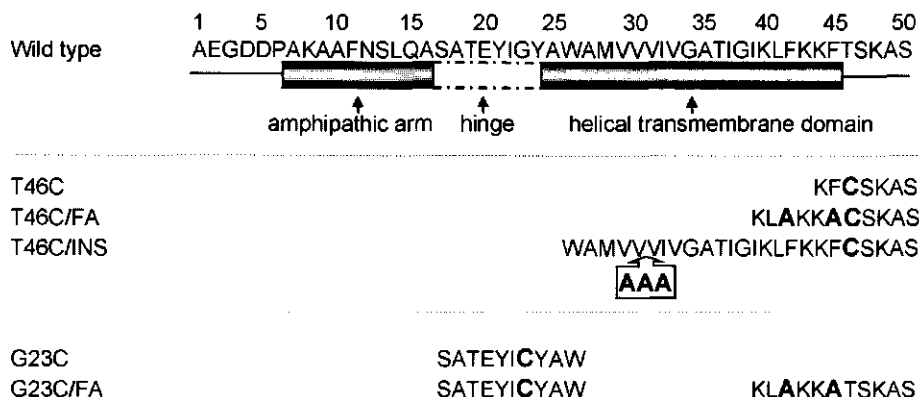 1 5 10 15 20 25 30 35 40 45 50
Wild type AEGDDPAKAAFNSLQASATEYIGYAWAMVVVIVGATIGIKLFKKFTSKAS
amphipathic arm hinge helical transmembrane domain
T46C KFCSKAS
T46C/FA KLAKKACSKAS
T46C/INS WAMVVVIVGATIGIKLFKKFCSKAS
AAA
G23C SATEYICYAW
G23C/FA SATEYICYAW KLAKKATSKAS